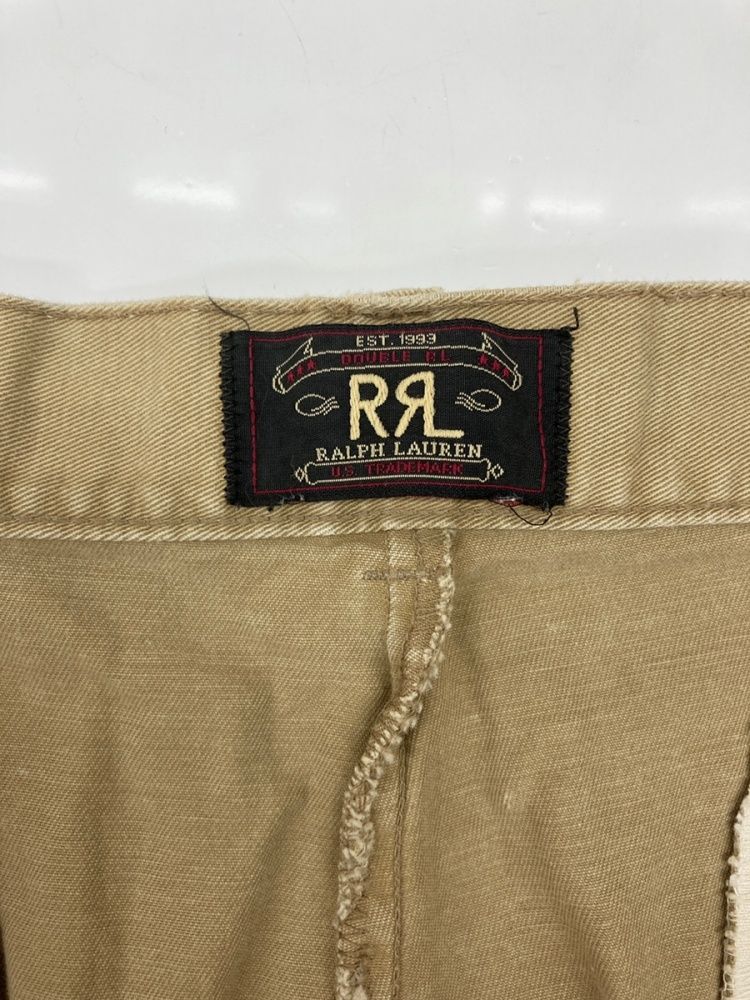 EST. 1993
DOUBLE RL
RRL
RALPH LAUREN
U.S. TRADEMARK